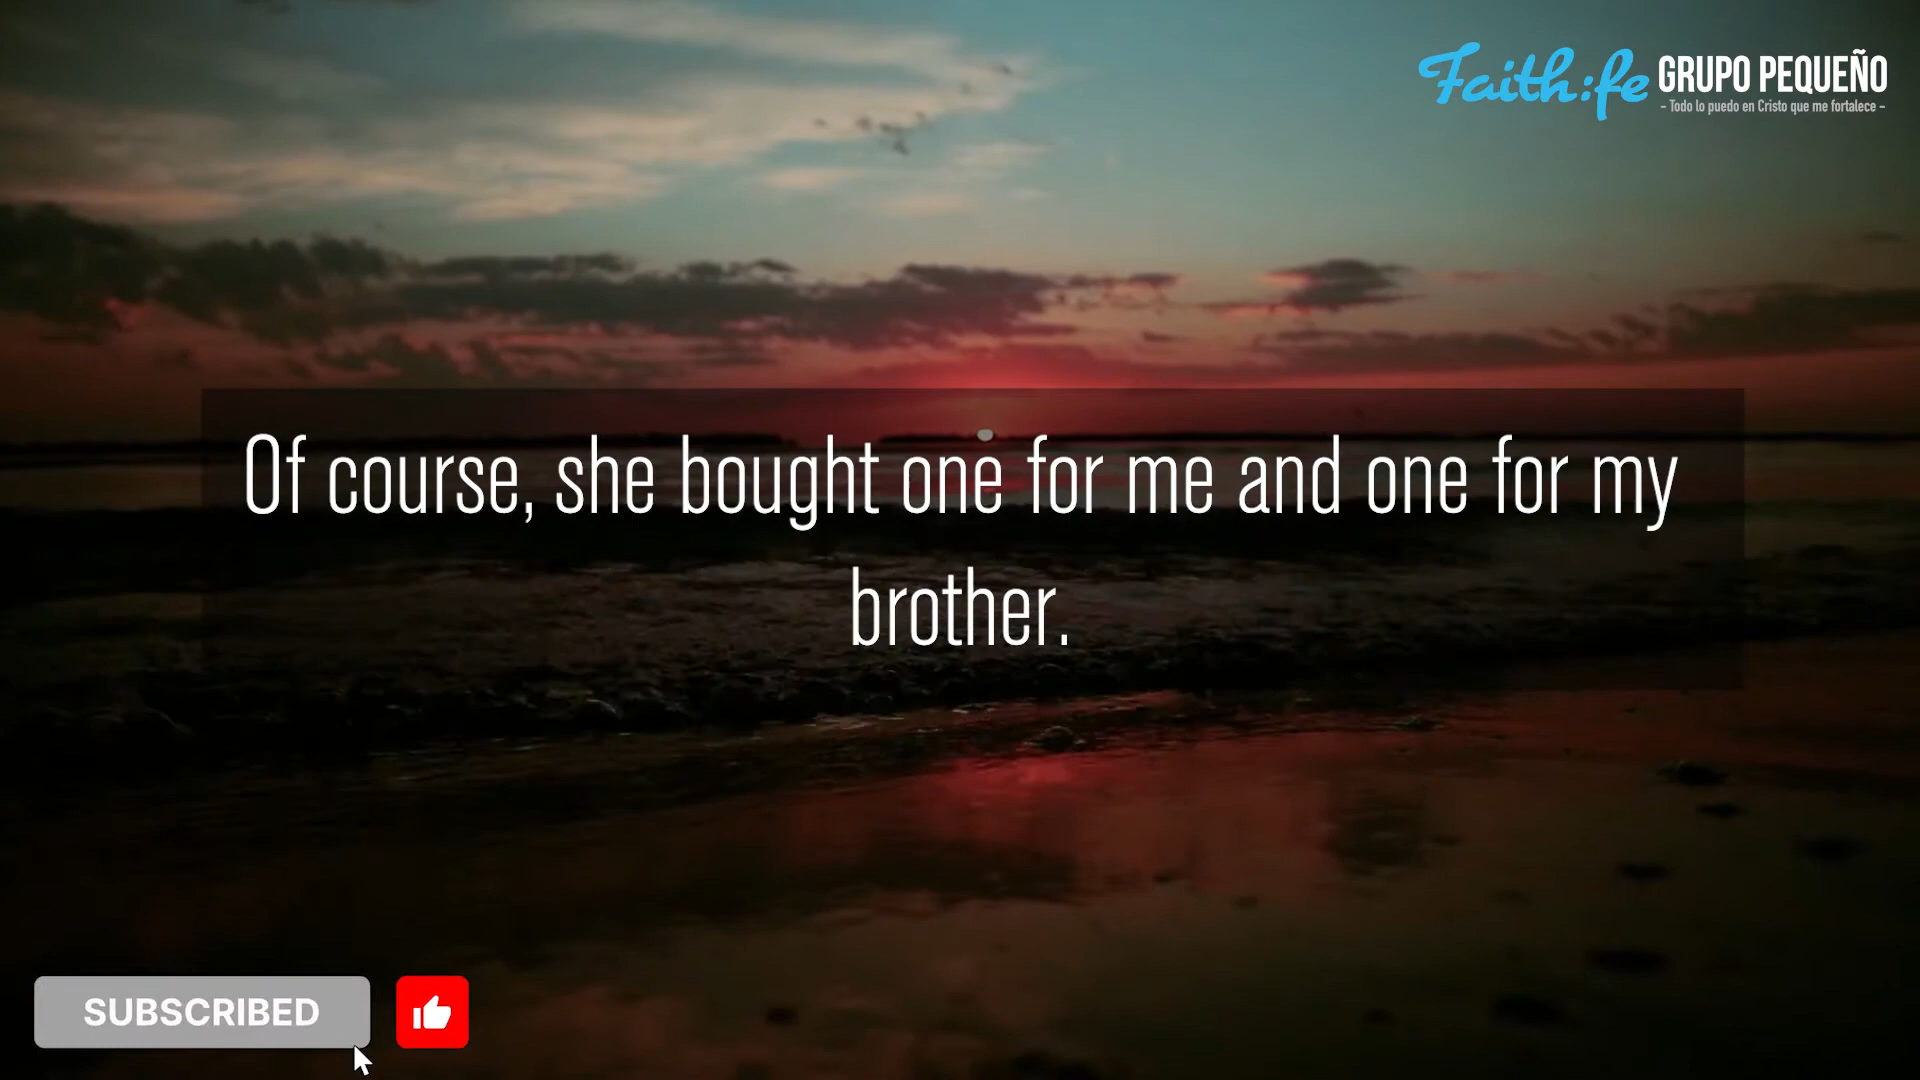 Faith:fe GRUPO PEQUEÑO
- Todo lo puedo en Cristo que me fortalece -
Of course, she bought one for me and one for my
brother.
SUBSCRIBED